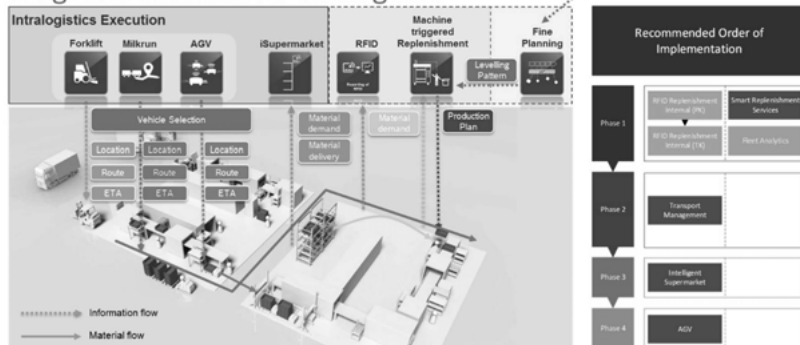 Intralogistics Execution
Forklift
Milkrun
AGV
iSupermarket
RFID
Machine
triggered
Replenishment
Fine
Planning
Levelling
Pattern
Vehicle Selection
Location
Location
Location
Route
Route
Route
ETA
ETA
ETA
Material
demand
Material
delivery
Material
demand
Production
Plan
Information flow
Material flow
Recommended Order of
Implementation
Phase 1
RFID Replenishment
Internal (PK)
Smart Replenishment
Services
RFID Replenishment
Internal (1K)
Fleet Analytics
Phase 2
Transport
Management
Phase 3
Intelligent
Supermarket
Phase 4
AGV